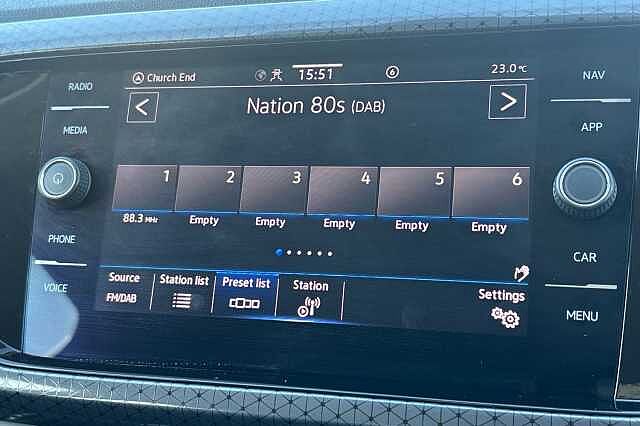 RADIO
MEDIA
PHONE
VOICE
Church End
15:51
6
23.0 °C
Nation 80s (DAB)
< >
1 2 3 4 5 6
88.3 MHz Empty Empty Empty Empty Empty
Source Station list Preset list Station Settings
FM/DAB
NAV
APP
CAR
MENU